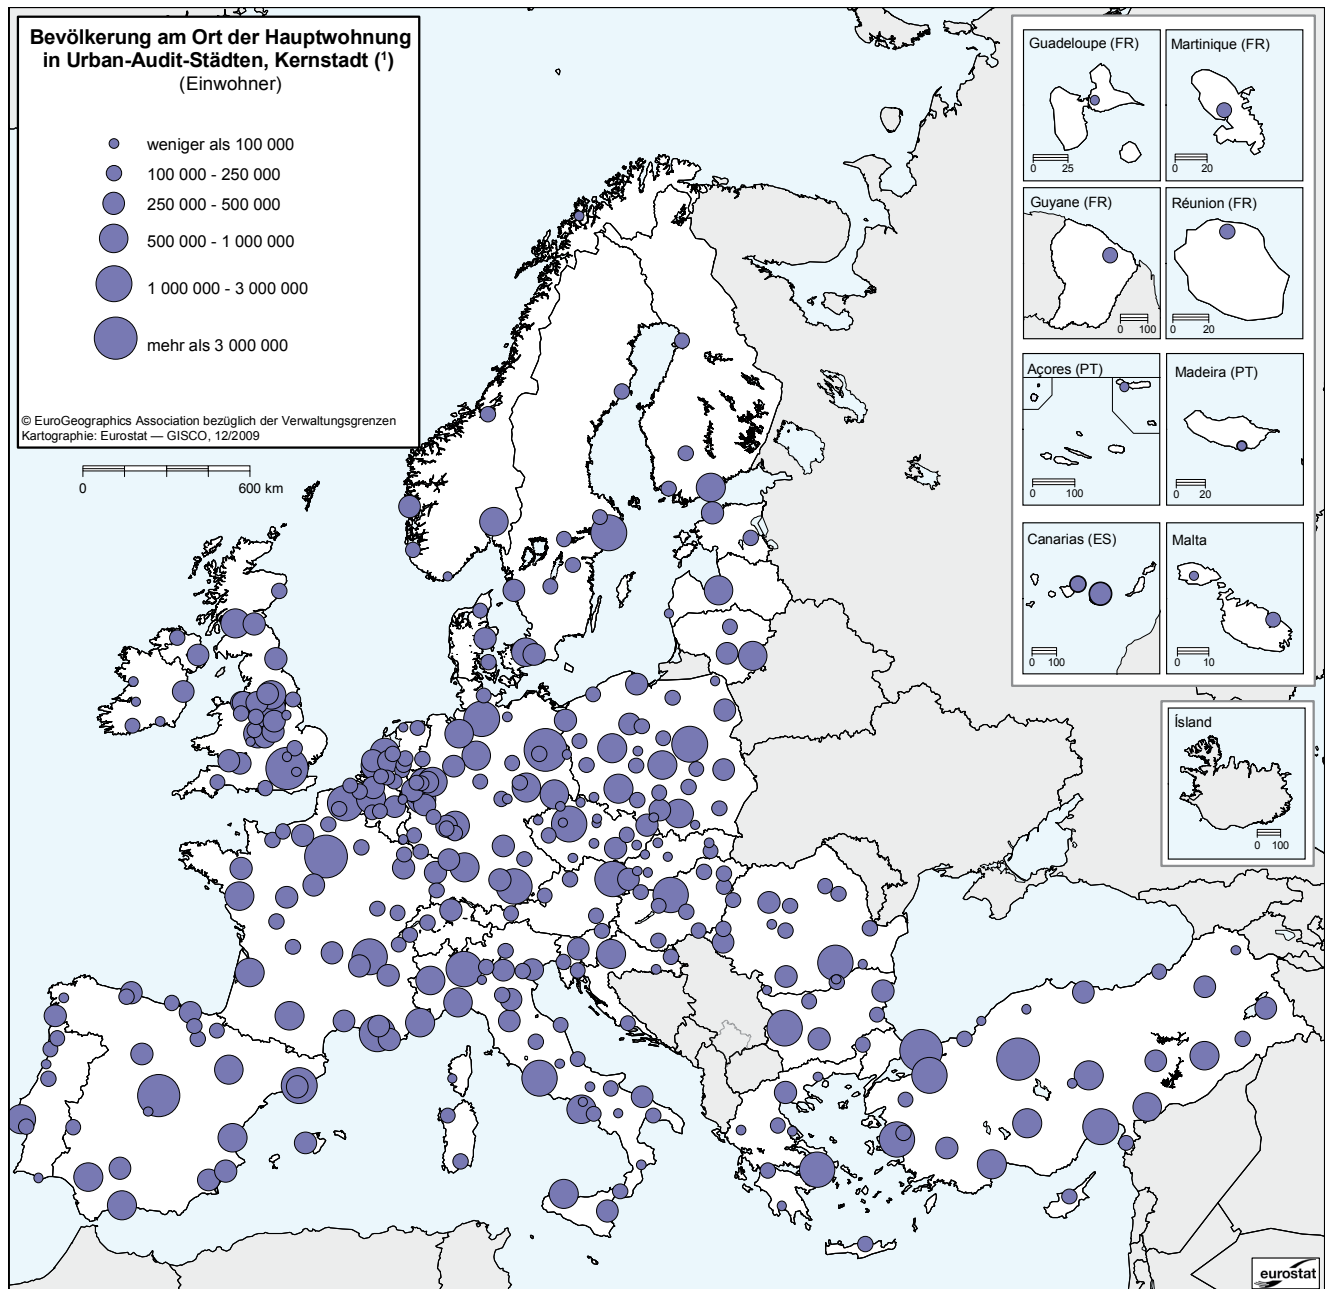 Bevölkerung am Ort der Hauptwohnung
in Urban-Audit-Städten, Kernstadt (¹)
(Einwohner)
weniger als 100 000
100 000 - 250 000
250 000 - 500 000
500 000 - 1 000 000
1 000 000 - 3 000 000
mehr als 3 000 000
© EuroGeographics Association bezüglich der Verwaltungsgrenzen
Kartographie: Eurostat — GISCO, 12/2009
0 600 km
Guadeloupe (FR)
0 25
Martinique (FR)
0 20
Guyane (FR)
0 100
Réunion (FR)
0 20
Açores (PT)
0 100
Madeira (PT)
0 20
Canarias (ES)
0 100
Malta
0 10
Ísland
0 100
eurostat